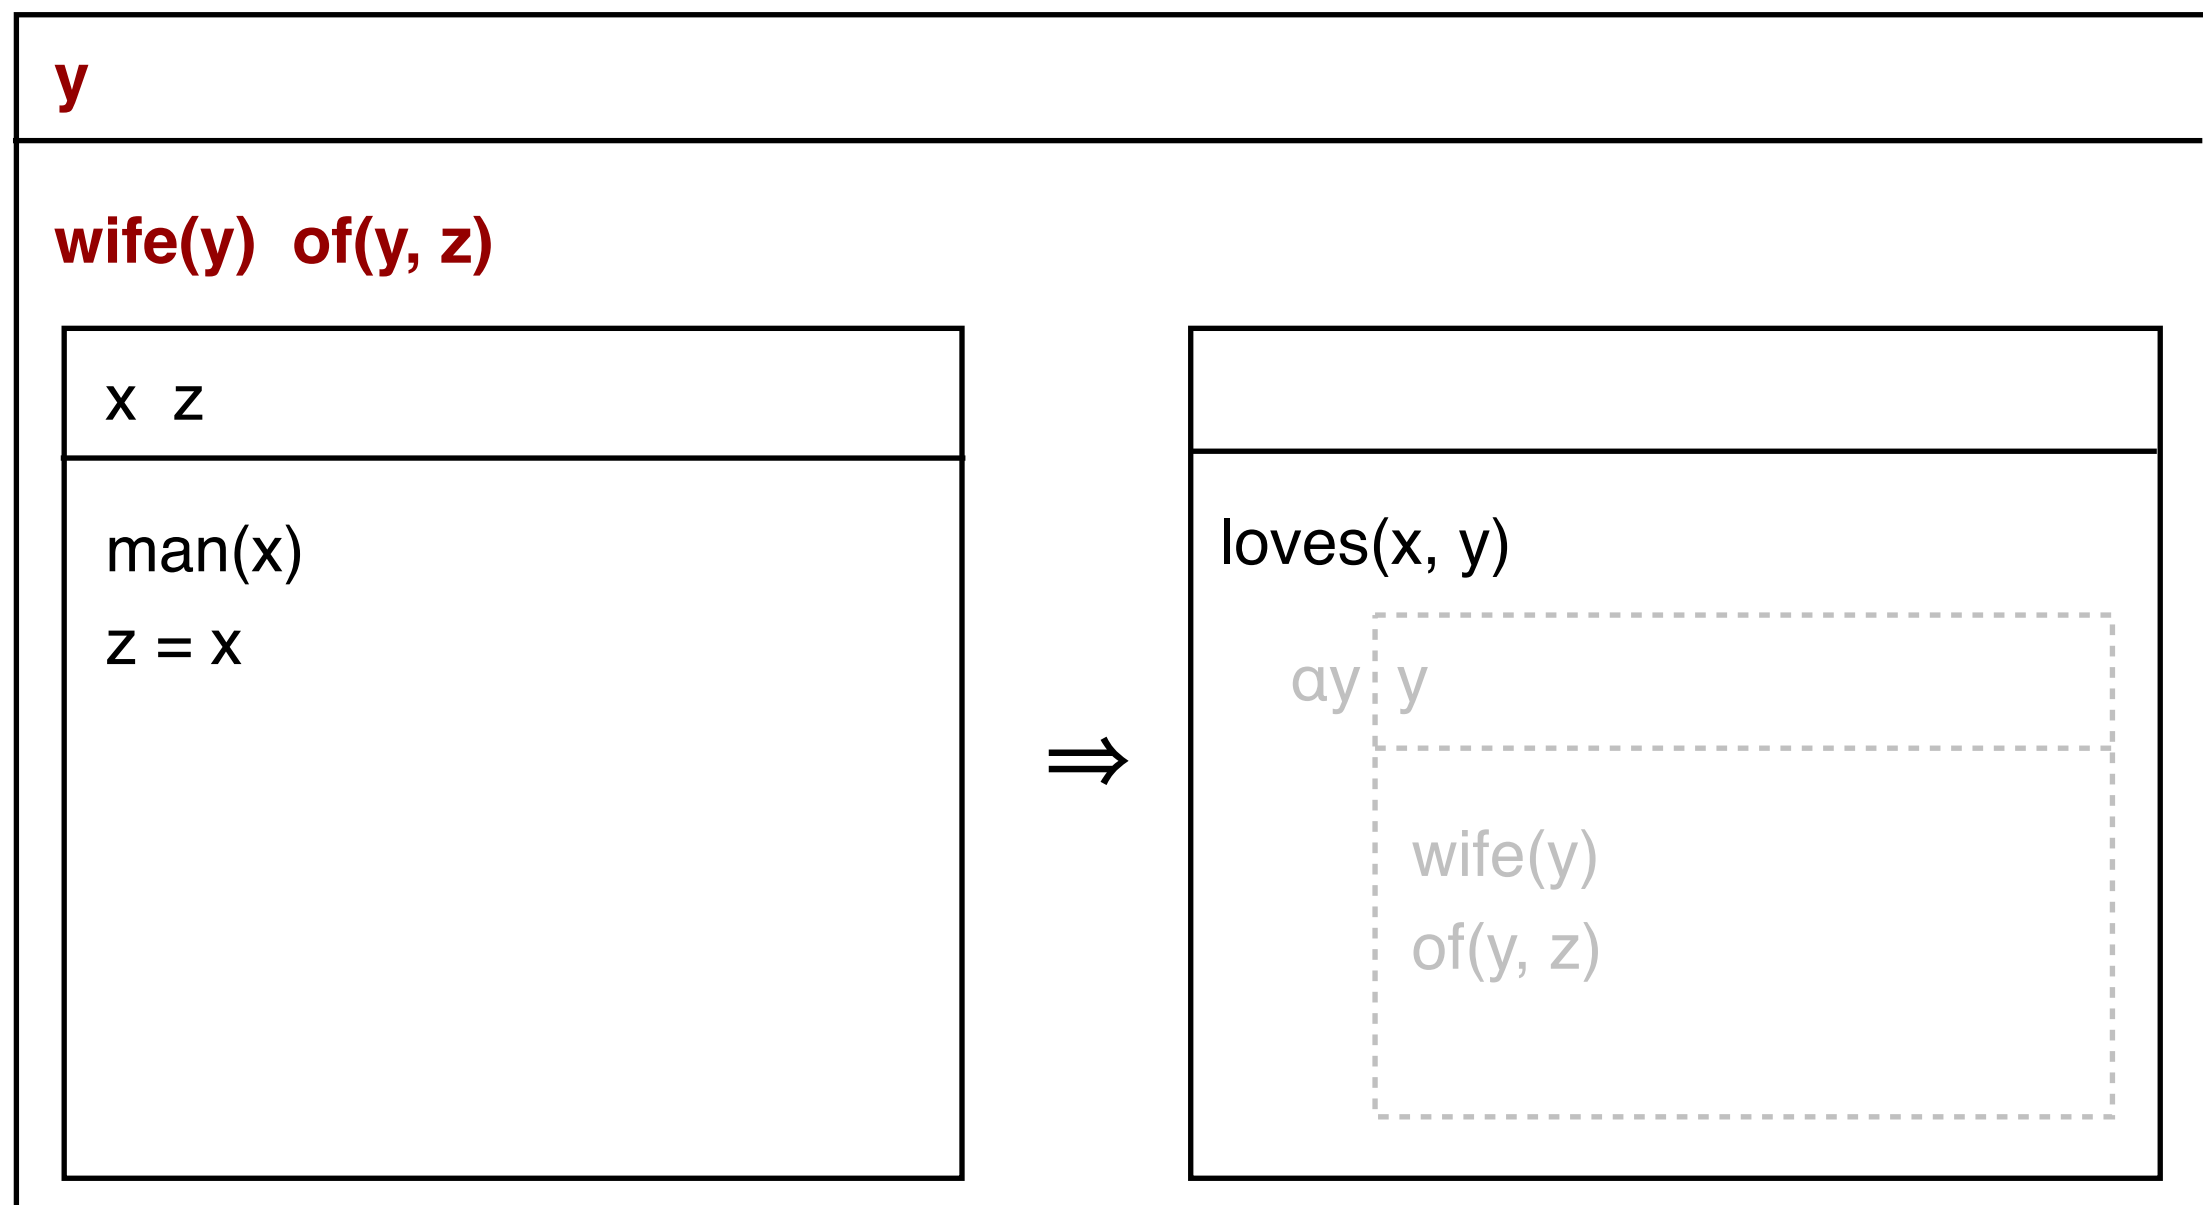 y
wife(y) of(y, z)
x z
man(x)
z = x
⇒
loves(x, y)
αy y
wife(y)
of(y, z)